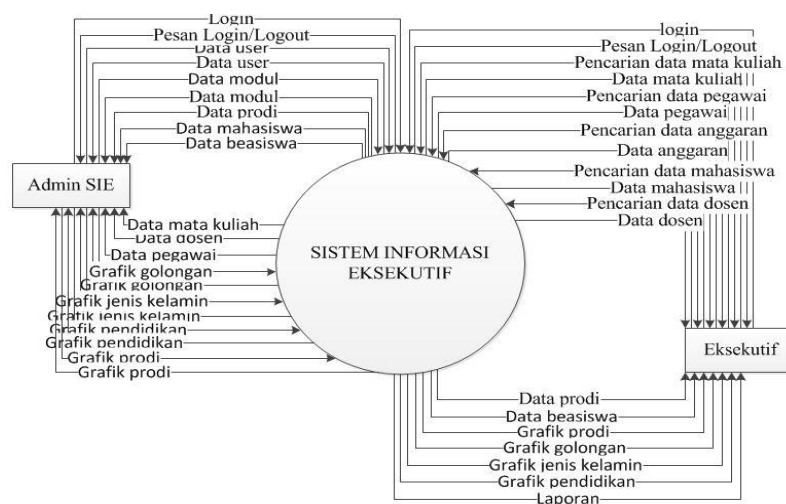 Login
Pesan Login/Logout
Data user
Data user
Data modul
Data modul
Data prodi
Data mahasiswa
Data beasiswa
Admin SIE
Data mata kuliah
Data dosen
Data pegawai
Grafik golongan
Grafik golongan
Grafik jenis kelamin
Grafik jenis kelamin
Grafik pendidikan
Grafik pendidikan
Grafik prodi
Grafik prodi
SISTEM INFORMASI
EKSEKUTIF
login
Pesan Login/Logout
Pencarian data mata kuliah
Data mata kuliah
Pencarian data pegawai
Data pegawai
Pencarian data anggaran
Data anggaran
Pencarian data mahasiswa
Data mahasiswa
Pencarian data dosen
Data dosen
Eksekutif
Data prodi
Data beasiswa
Grafik prodi
Grafik golongan
Grafik jenis kelamin
Grafik pendidikan
Laporan